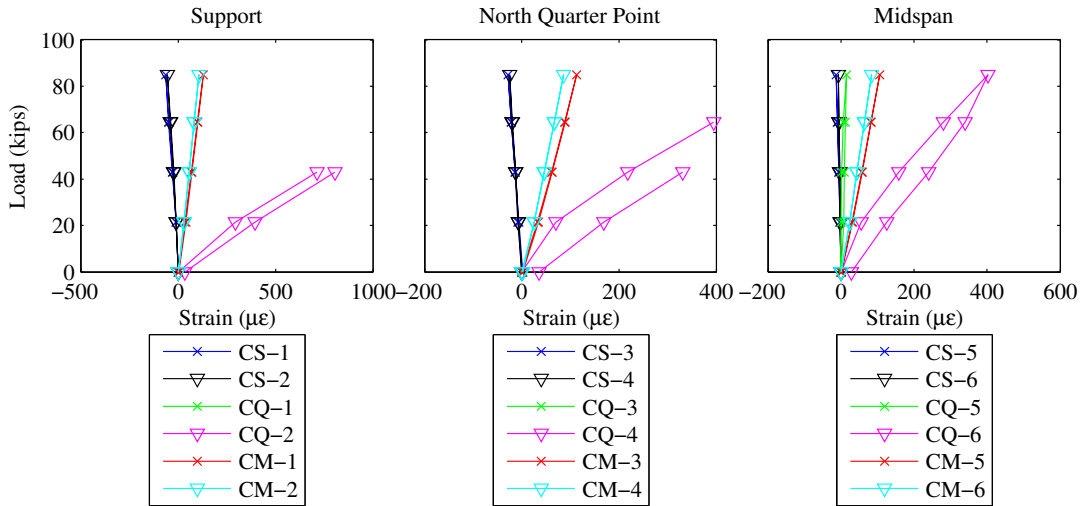 Support
North Quarter Point
Midspan
Load (kips)
100
80
60
40
20
0
−500
0
500
1000
Strain (με)
−200
0
200
400
Strain (με)
−200
0
200
400
600
Strain (με)
CS−1
CS−2
CQ−1
CQ−2
CM−1
CM−2
CS−3
CS−4
CQ−3
CQ−4
CM−3
CM−4
CS−5
CS−6
CQ−5
CQ−6
CM−5
CM−6